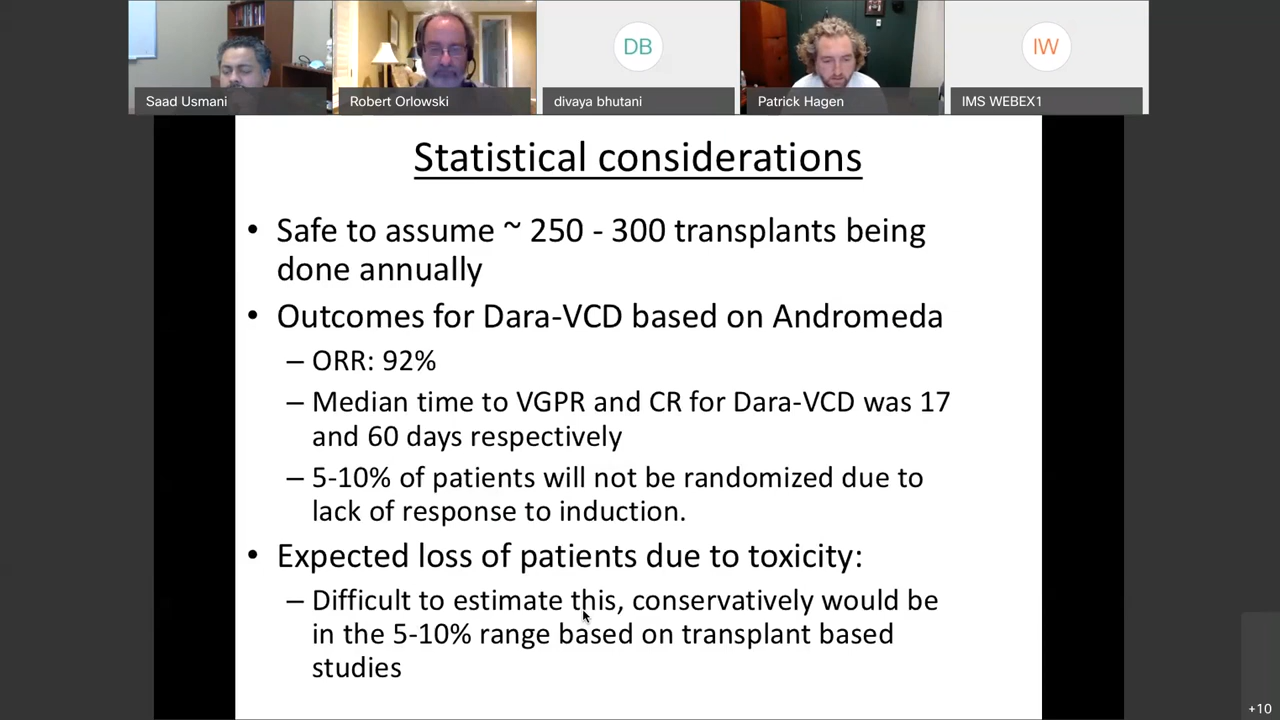 DB
IW
Saad Usmani
Robert Orlowski
divaya bhutani
Patrick Hagen
IMS WEBEX1
Statistical considerations
• Safe to assume ~ 250 - 300 transplants being
done annually
• Outcomes for Dara-VCD based on Andromeda
– ORR: 92%
– Median time to VGPR and CR for Dara-VCD was 17
and 60 days respectively
– 5-10% of patients will not be randomized due to
lack of response to induction.
• Expected loss of patients due to toxicity:
– Difficult to estimate this, conservatively would be
in the 5-10% range based on transplant based
studies
+10